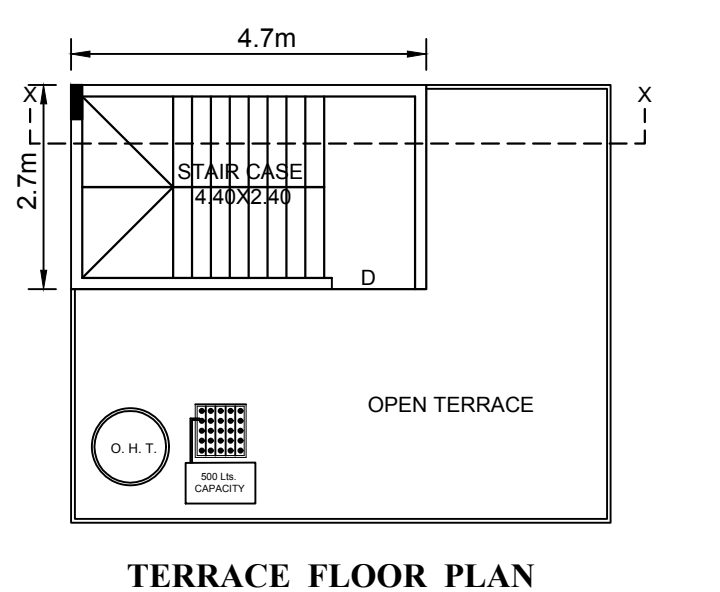 4.7m
X
X
2.7m
STAIR CASE
4.40X2.40
D
OPEN TERRACE
O. H. T.
500 Lts.
CAPACITY
TERRACE FLOOR PLAN